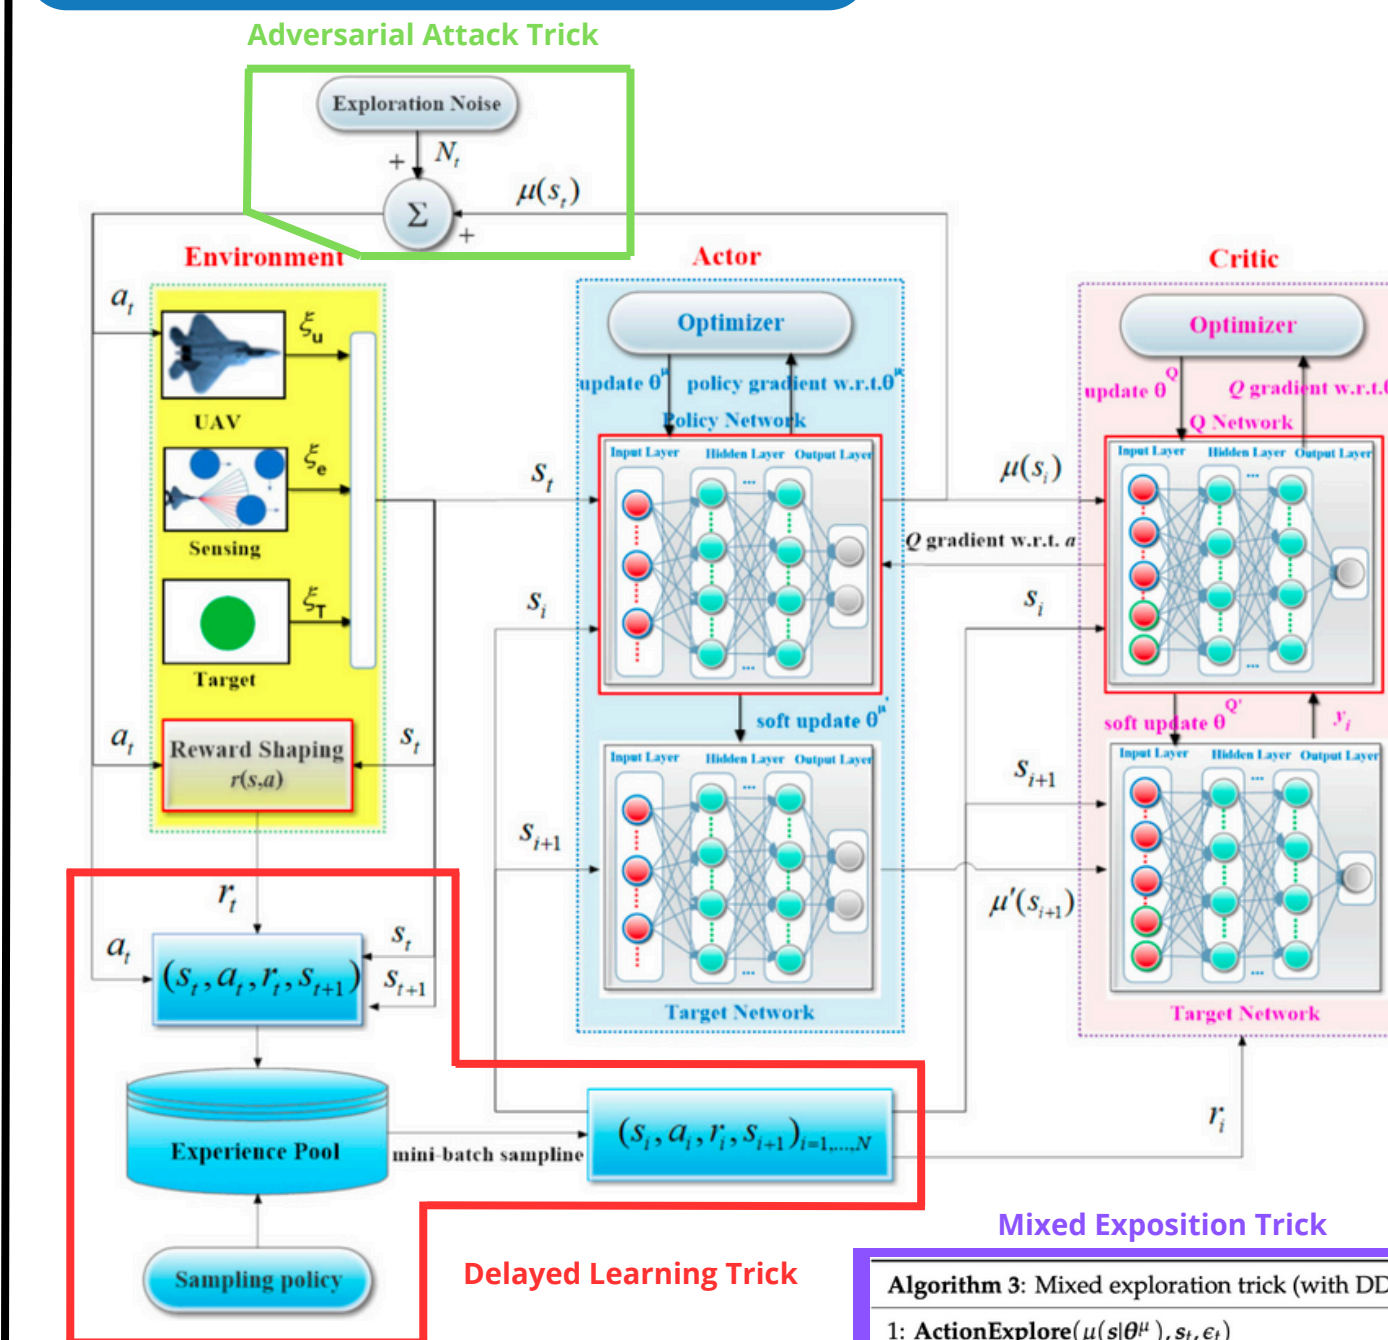 Adversarial Attack Trick
Exploration Noise
+
N_t
μ(s_t)
Σ
+
Environment
Actor
Critic
a_t
ξ_u
UAV
ξ_e
Sensing
ξ_T
Target
a_t
Reward Shaping
r(s,a)
s_t
Optimizer
update θ^μ
policy gradient w.r.t.θ^μ
Policy Network
Input Layer
Hidden Layer
Output Layer
...
...
s_t
s_i
soft update θ^μ'
Input Layer
Hidden Layer
Output Layer
...
...
s_{i+1}
Target Network
μ(s_i)
Q gradient w.r.t. a
s_i
s_{i+1}
μ'(s_{i+1})
Optimizer
update θ^Q
Q gradient w.r.t.θ
Q Network
Input Layer
Hidden Layer
Output Layer
...
...
soft update θ^Q'
y_i
Input Layer
Hidden Layer
Output Layer
...
...
Target Network
r_t
a_t
s_t
s_{t+1}
(s_t, a_t, r_t, s_{t+1})
Experience Pool
mini-batch sampline
(s_i, a_i, r_i, s_{i+1})_{i=1,...,N}
r_i
Sampling policy
Delayed Learning Trick
Mixed Exposition Trick
Algorithm 3: Mixed exploration trick (with DD
1: ActionExplore(μ(s|θ^μ), s_t, ϵ_t)